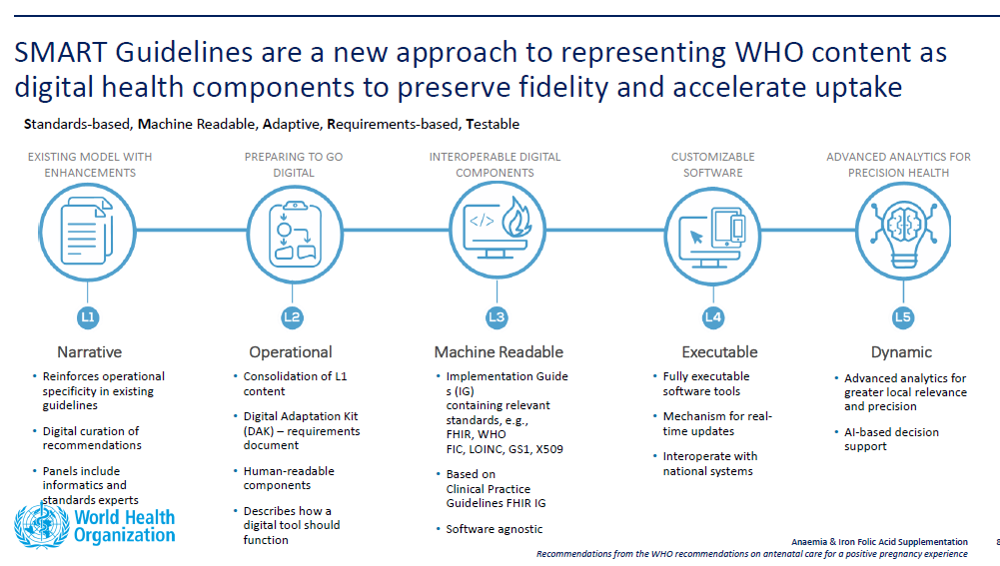 SMART Guidelines are a new approach to representing WHO content as
digital health components to preserve fidelity and accelerate uptake
Standards-based, Machine Readable, Adaptive, Requirements-based, Testable
EXISTING MODEL WITH
ENHANCEMENTS
PREPARING TO GO
DIGITAL
INTEROPERABLE DIGITAL
COMPONENTS
CUSTOMIZABLE
SOFTWARE
ADVANCED ANALYTICS FOR
PRECISION HEALTH
</>
L1
L2
L3
L4
L5
Narrative
• Reinforces operational
specificity in existing
guidelines
• Digital curation of
recommendations
• Panels include
informatics and
standards experts
Operational
• Consolidation of L1
content
• Digital Adaptation Kit
(DAK) – requirements
document
• Human-readable
components
• Describes how a
digital tool should
function
Machine Readable
• Implementation Guide
s (IG)
containing relevant
standards, e.g.,
FHIR, WHO
FIC, LOINC, GS1, X509
• Based on
Clinical Practice
Guidelines FHIR IG
• Software agnostic
Executable
• Fully executable
software tools
• Mechanism for real-
time updates
• Interoperate with
national systems
Dynamic
• Advanced analytics for
greater local relevance
and precision
• AI-based decision
support
World Health
Organization
Anaemia & Iron Folic Acid Supplementation
8
Recommendations from the WHO recommendations on antenatal care for a positive pregnancy experience